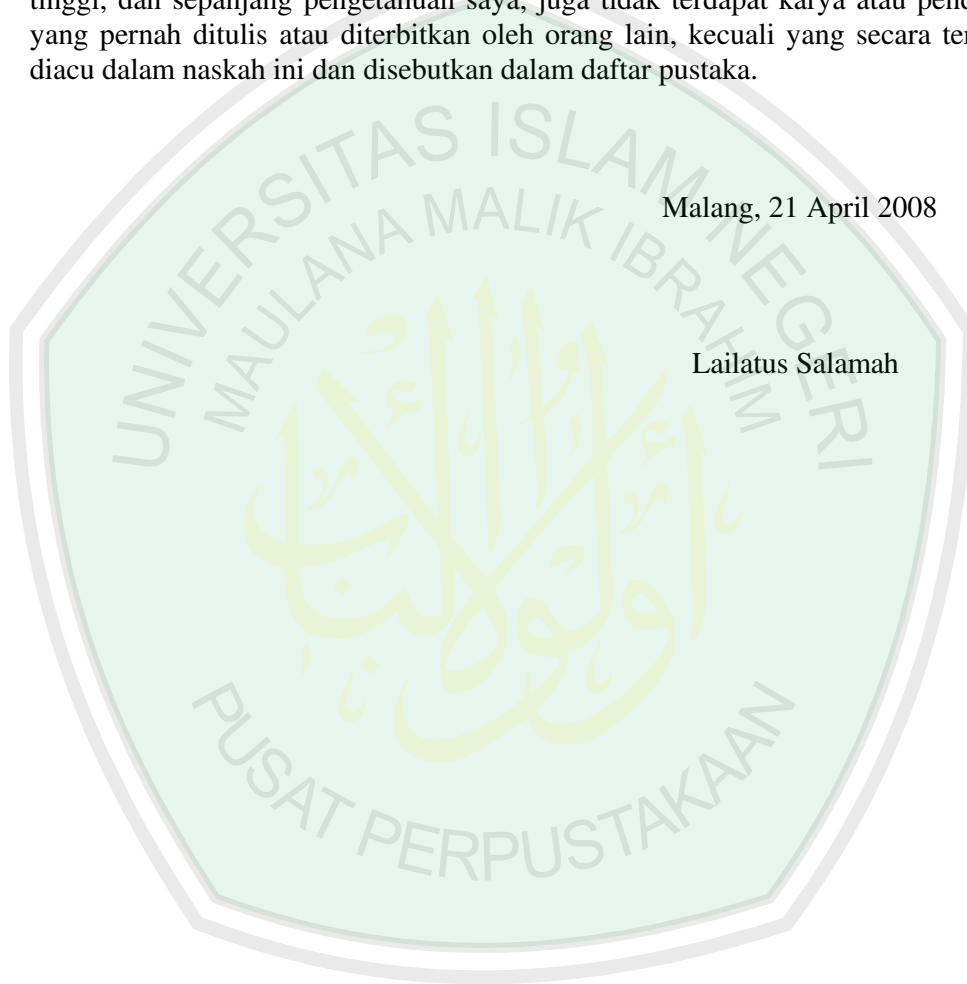 tinggi, dan sepanjang pengetahuan saya, juga tidak terdapat karya atau
yang pernah ditulis atau diterbitkan oleh orang lain, kecuali yang secara
diacu dalam naskah ini dan disebutkan dalam daftar pustaka.
Malang, 21 April 2008
Lailatus Salamah
UNIVERSITAS ISLAM NEGERI
MAULANA MALIK IBRAHIM
أولوا الألباب
PUSAT PERPUSTAKAAN